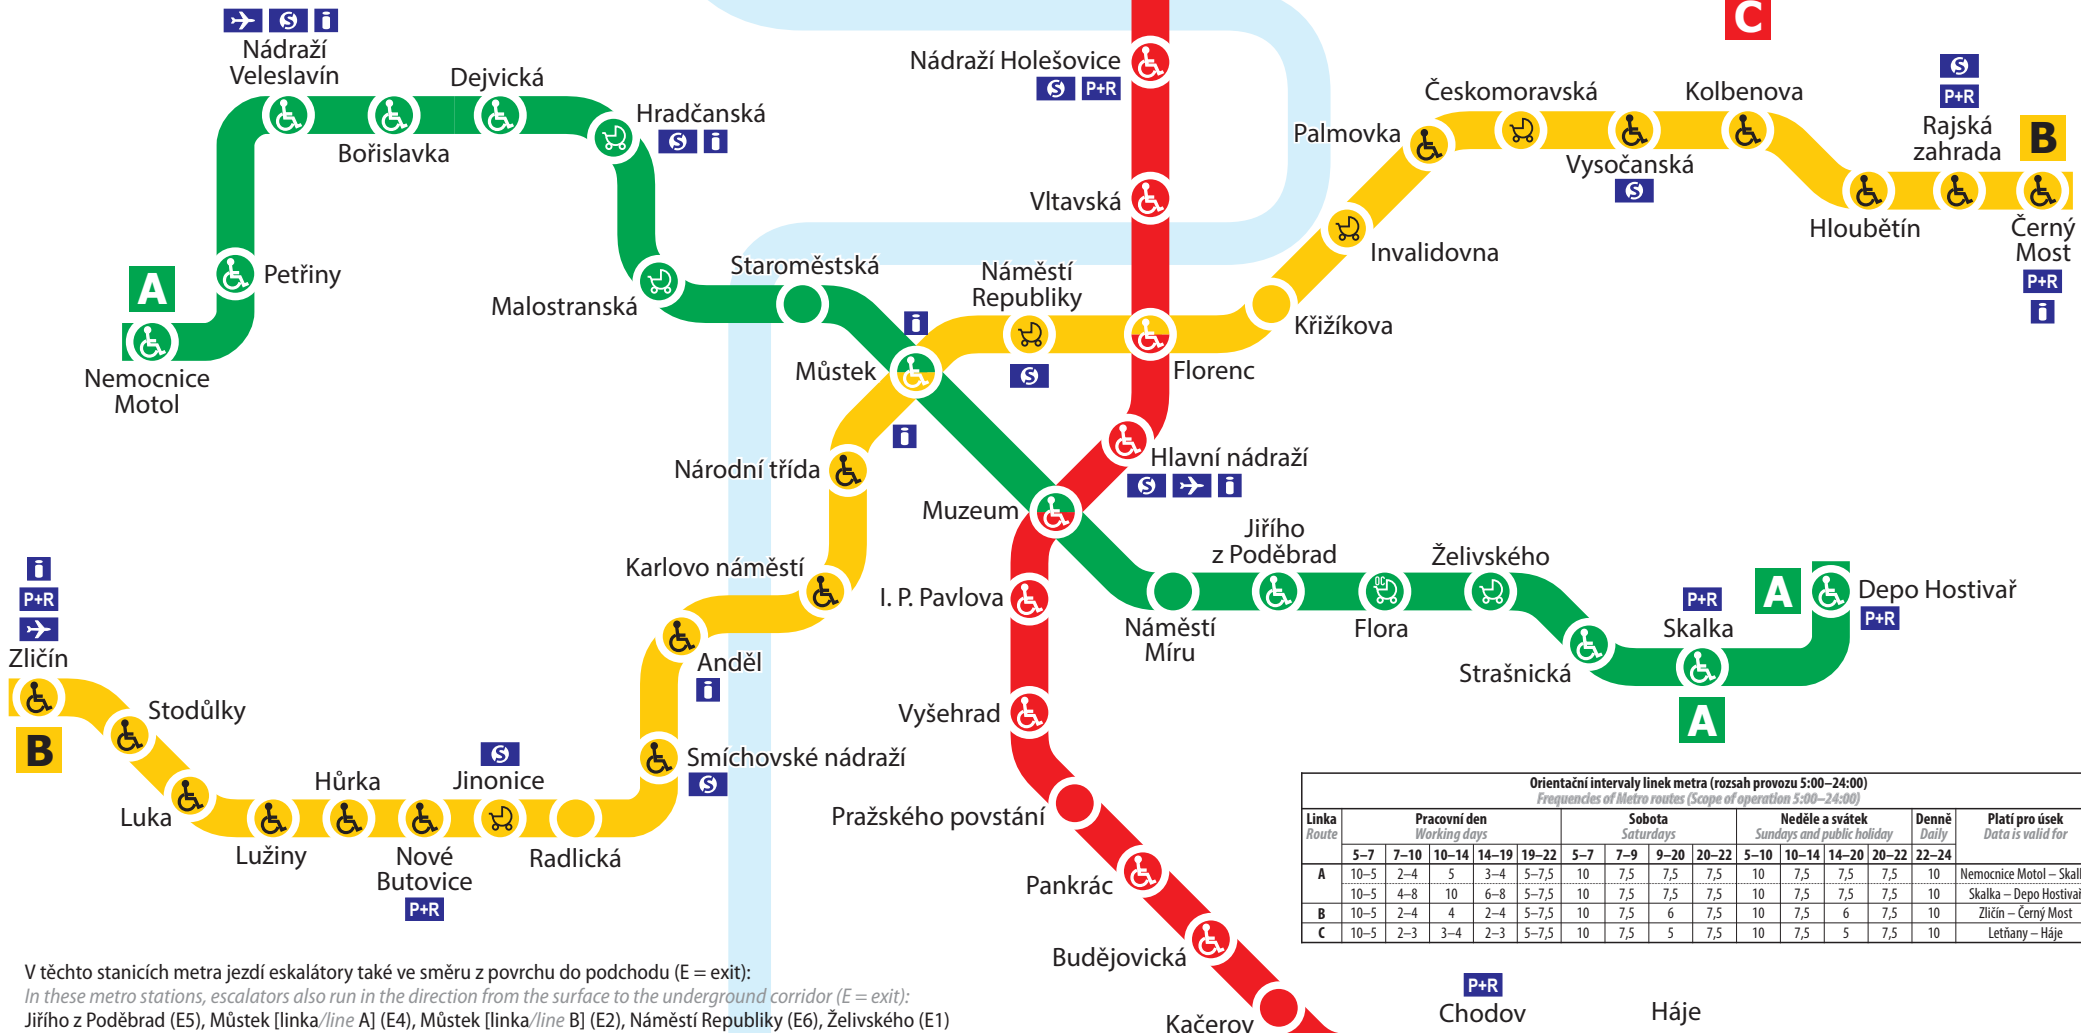 C
Nádraží
Veleslavín
Dejvická
Bořislavka
Hradčanská
Nádraží Holešovice
P+R
Českomoravská
Kolbenova
P+R
Rajská
zahrada
B
Palmovka
Vysočanská
Vltavská
Hloubětín
Černý
Most
P+R
Invalidovna
Petřiny
A
Nemocnice
Motol
Malostranská
Staroměstská
Náměstí
Republiky
Křižíkova
Můstek
Florenc
Národní třída
Hlavní nádraží
Muzeum
Jiřího
z Poděbrad
Želivského
Karlovo náměstí
I. P. Pavlova
Náměstí
Míru
Flora
P+R
Skalka
A
Depo Hostivař
P+R
Strašnická
A
P+R
Zličín
B
Anděl
Stodůlky
Vyšehrad
Smíchovské nádraží
Jinonice
Hůrka
Luka
Lužiny
Nové
Butovice
P+R
Radlická
Pražského povstání
Pankrác
Budějovická
Kačerov
P+R
Chodov
Háje
Orientační intervaly linek metra (rozsah provozu 5:00–24:00)
Frequencies of Metro routes (Scope of operation 5:00–24:00)
Linka Pracovní den Sobota Neděle a svátek Denně Platí pro úsek
Route Working days Saturdays Sundays and public holiday Daily Data is valid for
5–7 7–10 10–14 14–19 19–22 5–7 7–9 9–20 20–22 5–10 10–14 14–20 20–22 22–24
A 10–5 2–4 5 3–4 5–7,5 10 7,5 7,5 7,5 10 7,5 7,5 7,5 10 Nemocnice Motol – Skal
10–5 4–8 10 6–8 5–7,5 10 7,5 7,5 7,5 10 7,5 7,5 7,5 10 Skalka – Depo Hostivař
B 10–5 2–4 4 2–4 5–7,5 10 7,5 6 7,5 10 7,5 6 7,5 10 Zličín – Černý Most
C 10–5 2–3 3–4 2–3 5–7,5 10 7,5 5 7,5 10 7,5 5 7,5 10 Letňany – Háje
V těchto stanicích metra jezdí eskalátory také ve směru z povrchu do podchodu (E = exit):
In these metro stations, escalators also run in the direction from the surface to the underground corridor (E = exit):
Jiřího z Poděbrad (E5), Můstek [linka/line A] (E4), Můstek [linka/line B] (E2), Náměstí Republiky (E6), Želivského (E1)